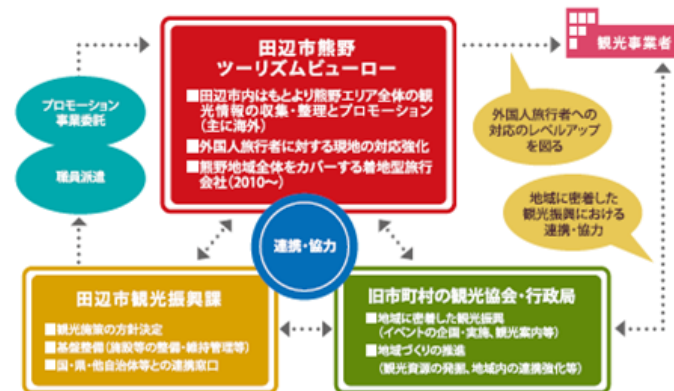 田辺市熊野
ツーリズムビューロー
■田辺市内はもとより熊野エリア全体の観
光情報の収集・整理とプロモーション
(主に海外)
■外国人旅行者に対する現地の対応強化
■熊野地域全体をカバーする着地型旅行
会社(2010〜)
観光事業者
プロモーション
事業委託
職員派遣
外国人旅行者への
対応のレベルアップ
を図る
地域に密着した
観光振興における
連携・協力
連携・協力
田辺市観光振興課
■観光施策の方針決定
■基盤整備(施設等の整備・維持管理等)
■国・県・他自治体等との連携窓口
旧市町村の観光協会・行政局
■地域に密着した観光振興
(イベントの企画・実施、観光案内等)
■地域づくりの推進
(観光資源の発掘、地域内の連携強化等)